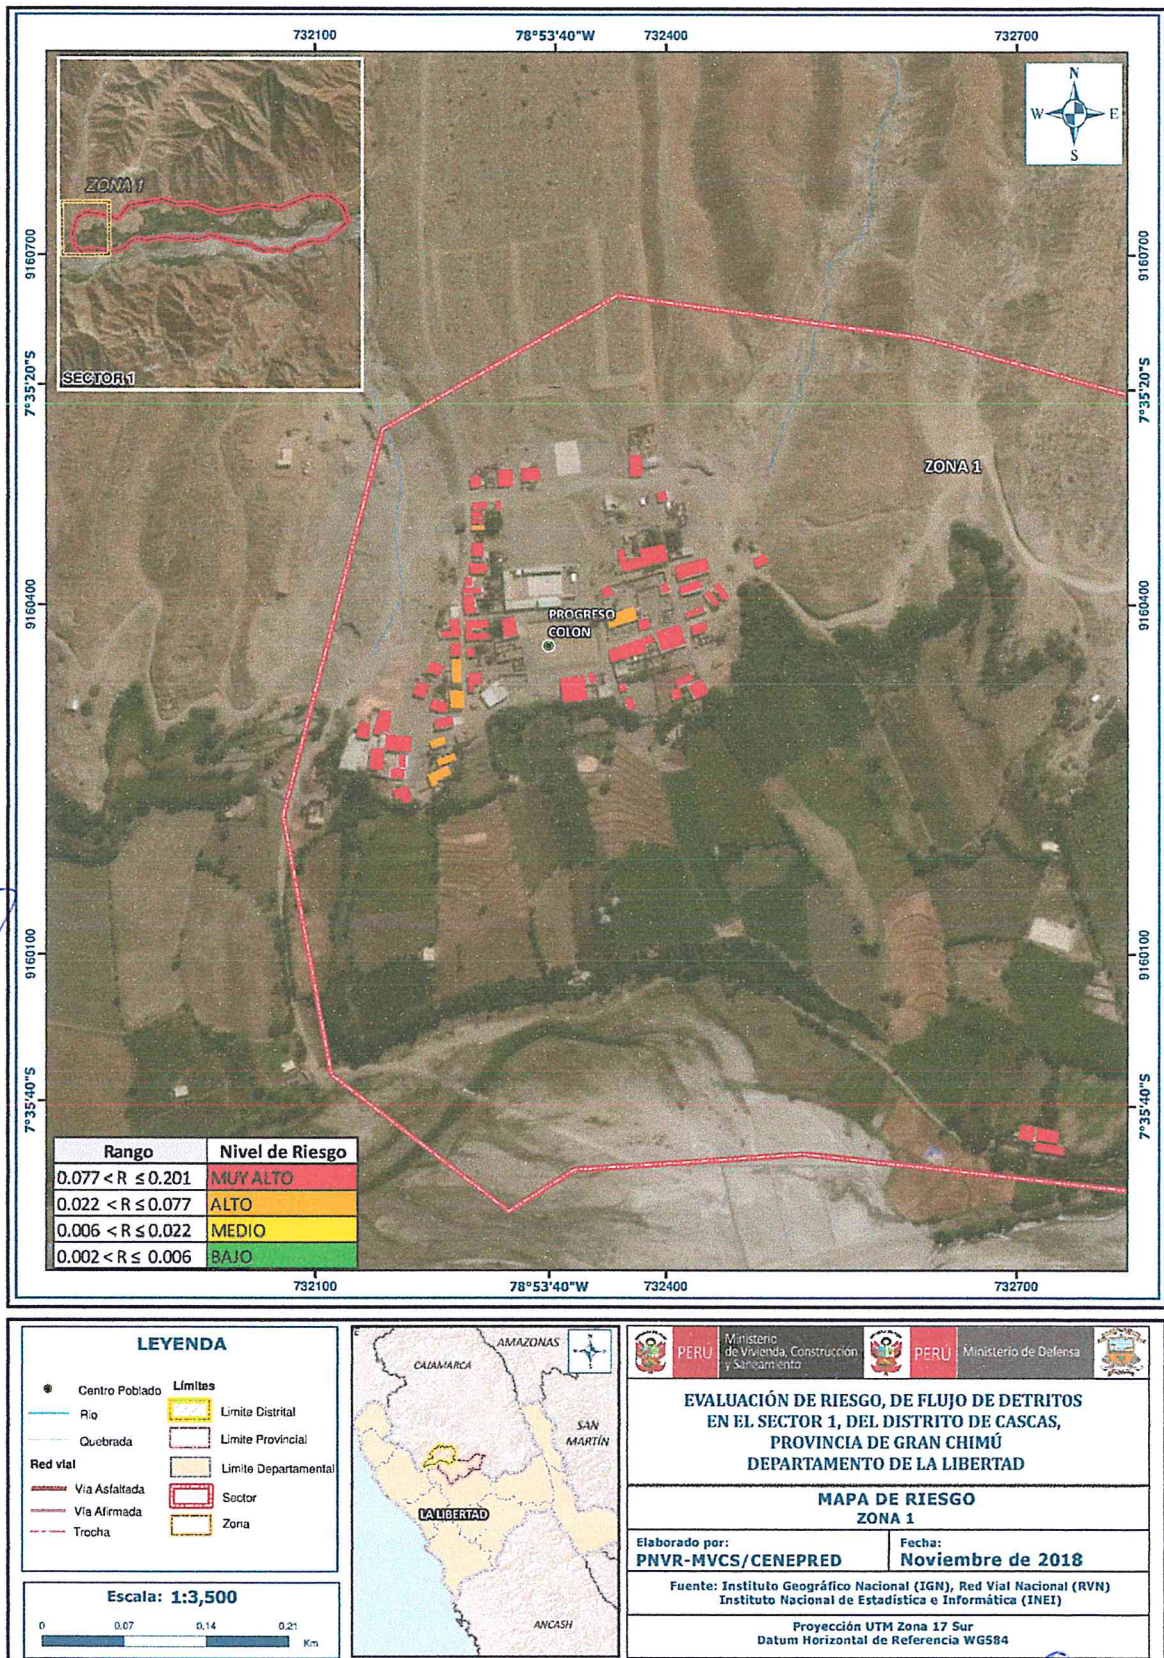 732100
78°53'40"W
732400
732700
N
W
E
S
ZONA 1
SECTOR 1
9160700
9160700
7°35'20"S
7°35'20"S
ZONA 1
9160400
9160400
PROGRESO
COLON
9160100
9160100
7°35'40"S
7°35'40"S
Rango Nivel de Riesgo
0.077 < R ≤ 0.201 MUY ALTO
0.022 < R ≤ 0.077 ALTO
0.006 < R ≤ 0.022 MEDIO
0.002 < R ≤ 0.006 BAJO
732100
78°53'40"W
732400
732700
LEYENDA
Centro Poblado
Rio
Quebrada
Red vial
Vía Asfaltada
Vía Afirmada
Trocha
Límites
Limite Distrital
Limite Provincial
Limite Departamental
Sector
Zona
Escala: 1:3,500
0 0.07 0.14 0.21
Km
AMAZONAS
CAJAMARCA
SAN
MARTÍN
LA LIBERTAD
ANCASH
PERÚ
Ministerio
de Vivienda, Construcción
y Saneamiento
PERÚ
Ministerio de Defensa
EVALUACIÓN DE RIESGO, DE FLUJO DE DETRITOS
EN EL SECTOR 1, DEL DISTRITO DE CASCAS,
PROVINCIA DE GRAN CHIMÚ
DEPARTAMENTO DE LA LIBERTAD
MAPA DE RIESGO
ZONA 1
Elaborado por:
PNVR-MVCS/CENEPRED
Fecha:
Noviembre de 2018
Fuente: Instituto Geográfico Nacional (IGN), Red Vial Nacional (RVN)
Instituto Nacional de Estadística e Informática (INEI)
Proyección UTM Zona 17 Sur
Datum Horizontal de Referencia WGS84